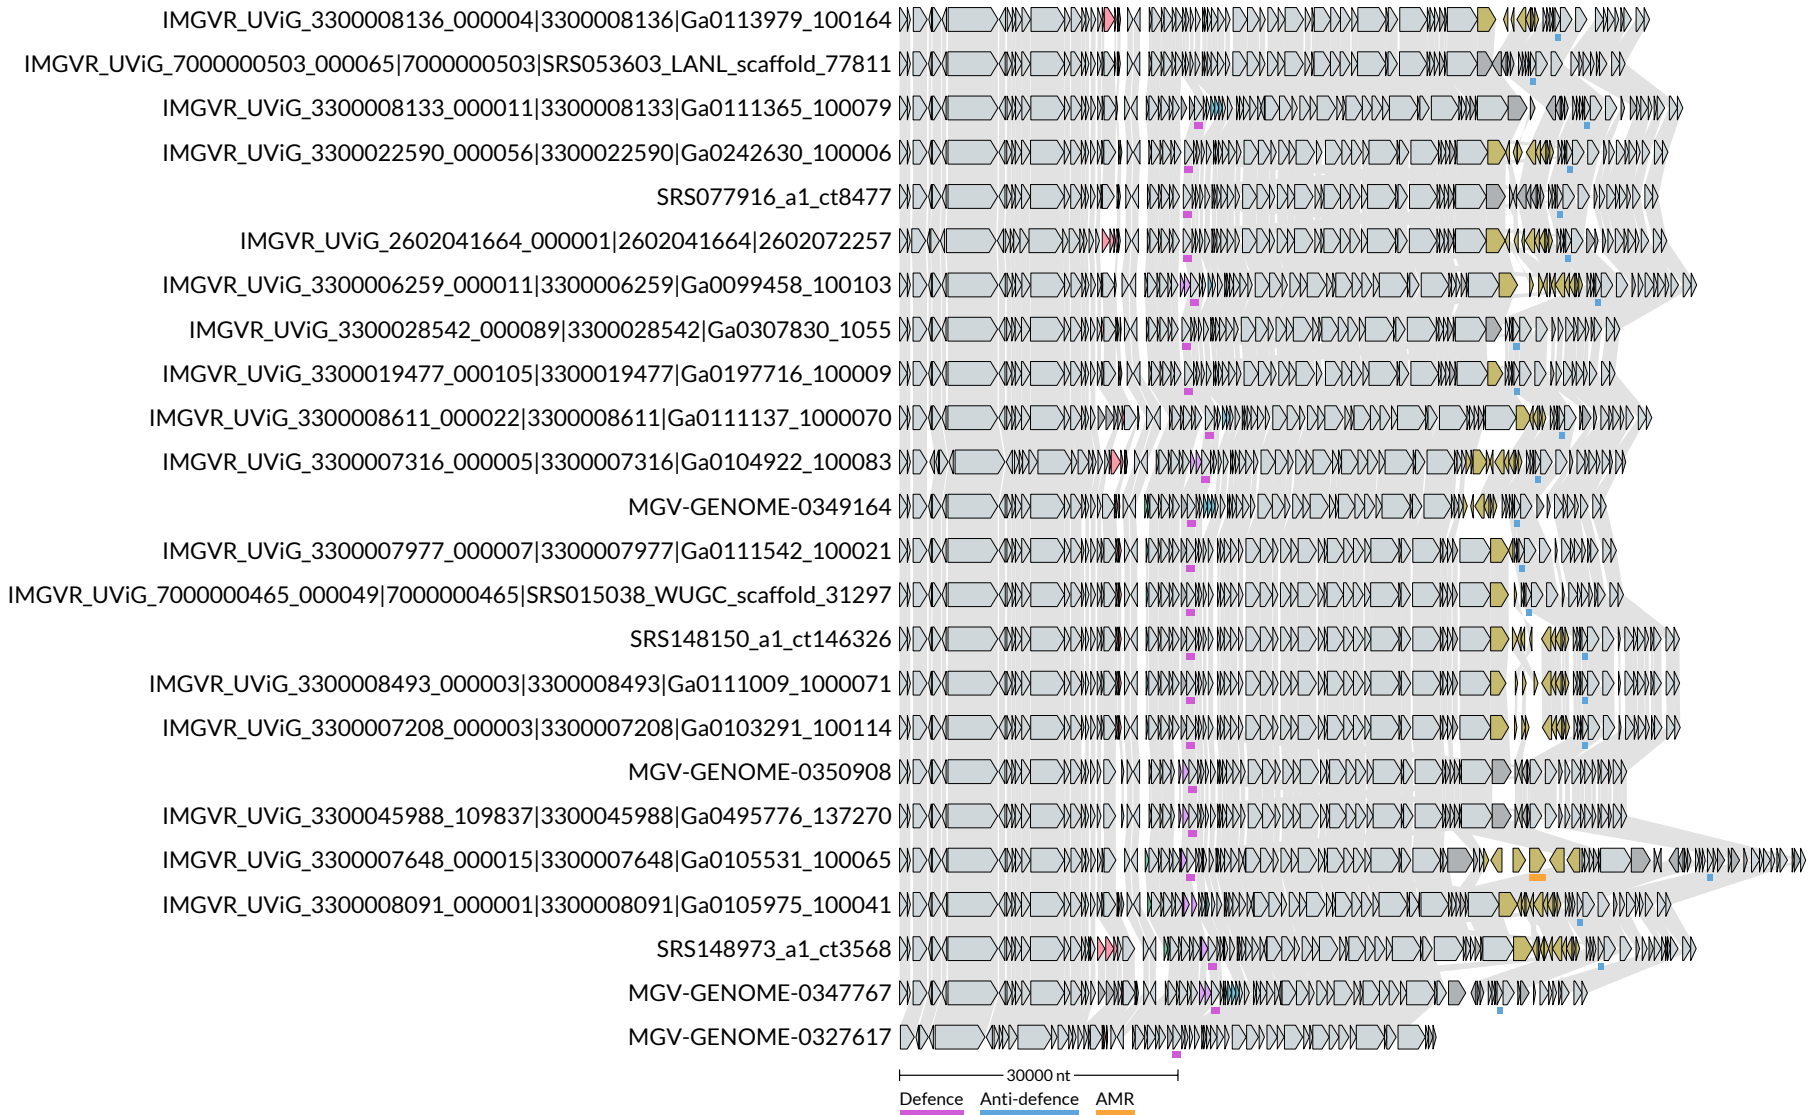 IMGVR_UViG_3300008136_000004|3300008136|Ga0113979_100164
IMGVR_UViG_7000000503_000065|7000000503|SRS053603_LANL_scaffold_77811
IMGVR_UViG_3300008133_000011|3300008133|Ga0111365_100079
IMGVR_UViG_3300022590_000056|3300022590|Ga0242630_100006
SRS077916_a1_ct8477
IMGVR_UViG_2602041664_000001|2602041664|2602072257
IMGVR_UViG_3300006259_000011|3300006259|Ga0099458_100103
IMGVR_UViG_3300028542_000089|3300028542|Ga0307830_1055
IMGVR_UViG_3300019477_000105|3300019477|Ga0197716_100009
IMGVR_UViG_3300008611_000022|3300008611|Ga0111137_1000070
IMGVR_UViG_3300007316_000005|3300007316|Ga0104922_100083
MGV-GENOME-0349164
IMGVR_UViG_3300007977_000007|3300007977|Ga0111542_100021
IMGVR_UViG_7000000465_000049|7000000465|SRS015038_WUGC_scaffold_31297
SRS148150_a1_ct146326
IMGVR_UViG_3300008493_000003|3300008493|Ga0111009_1000071
IMGVR_UViG_3300007208_000003|3300007208|Ga0103291_100114
MGV-GENOME-0350908
IMGVR_UViG_3300045988_109837|3300045988|Ga0495776_137270
IMGVR_UViG_3300007648_000015|3300007648|Ga0105531_100065
IMGVR_UViG_3300008091_000001|3300008091|Ga0105975_100041
SRS148973_a1_ct3568
MGV-GENOME-0347767
MGV-GENOME-0327617
30000 nt
Defence Anti-defence AMR